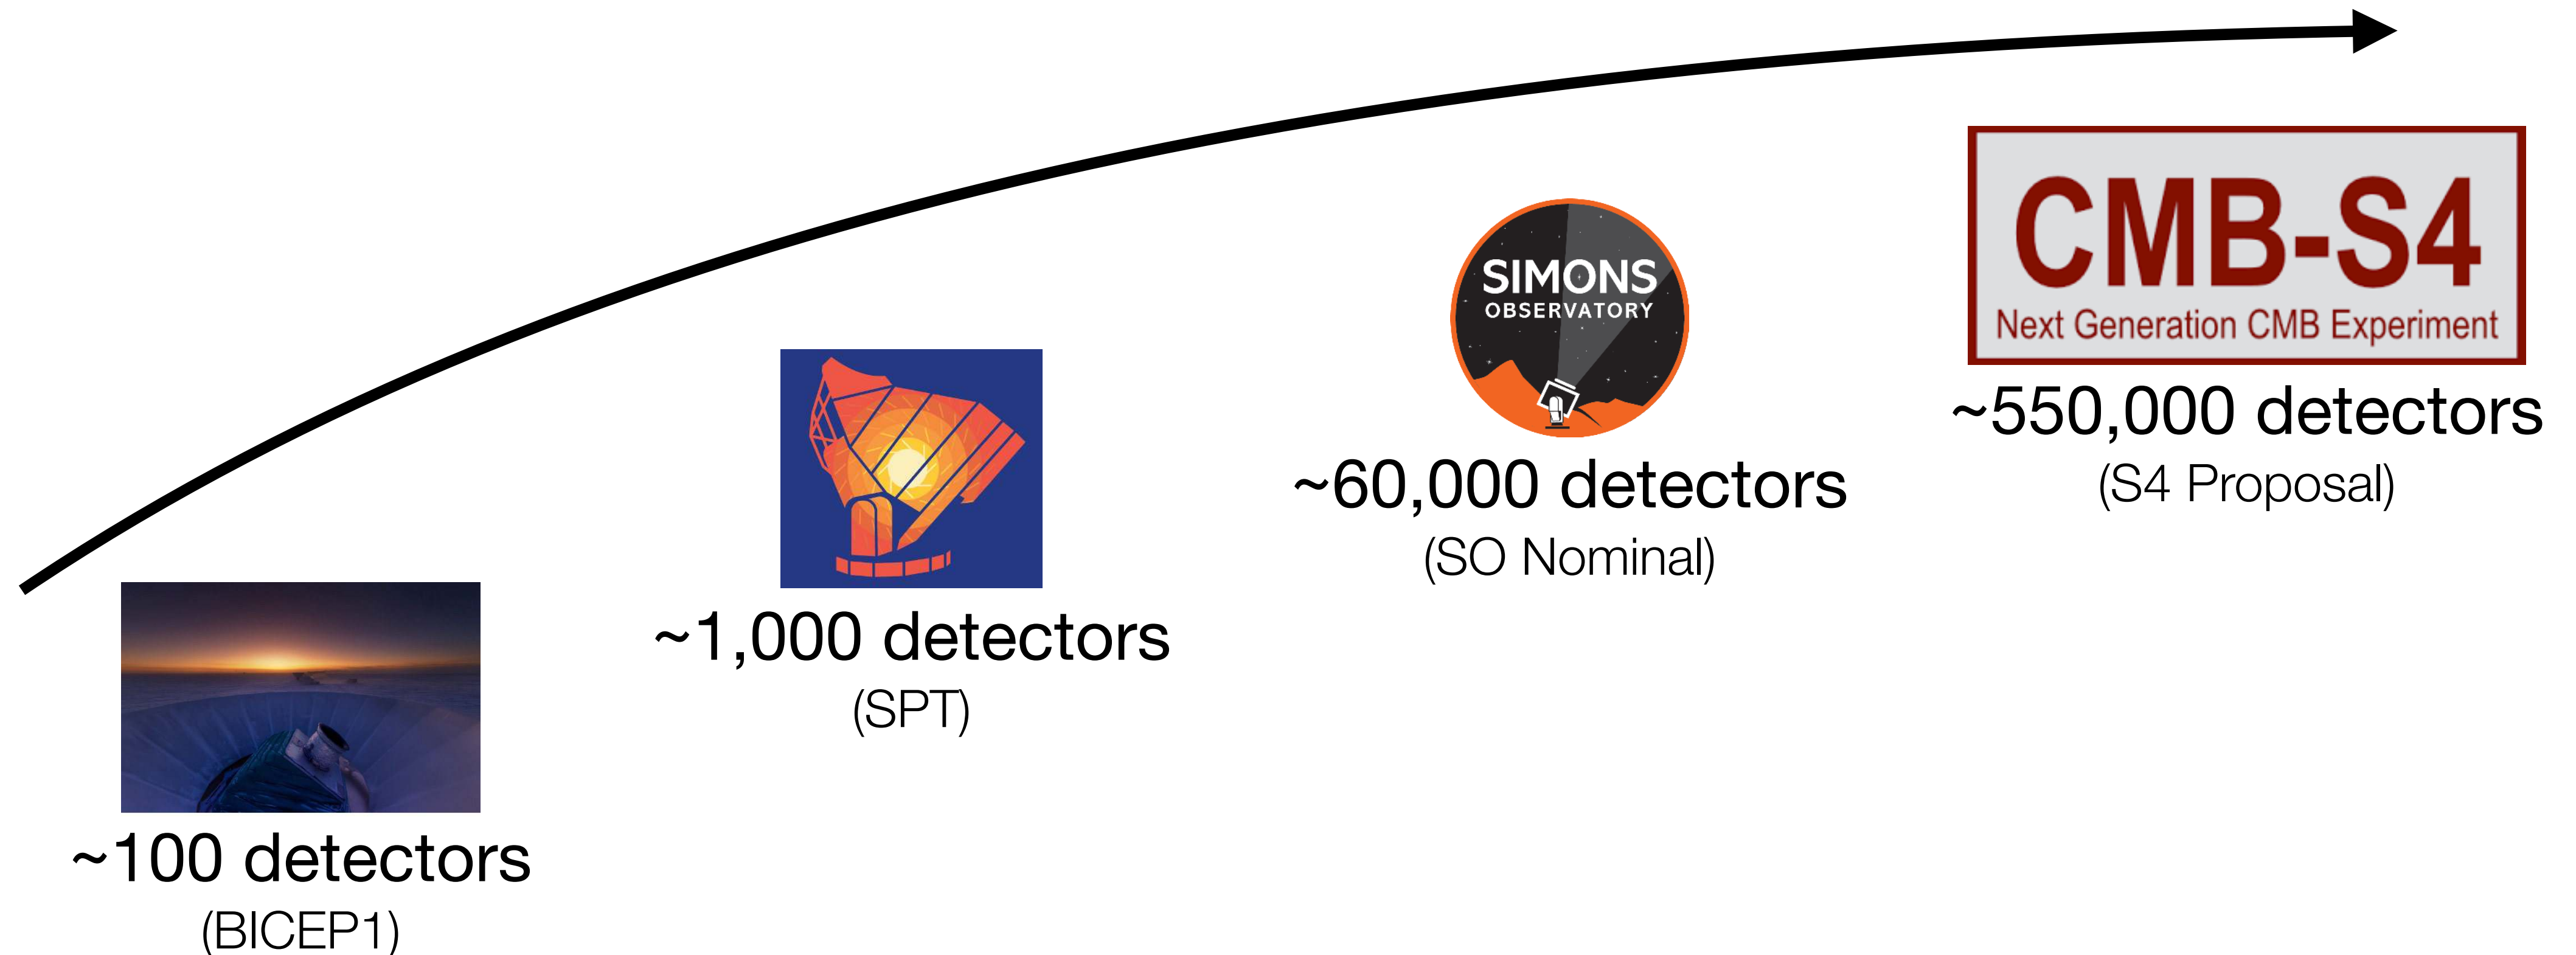 ~100 detectors
(BICEP1)
~1,000 detectors
(SPT)
SIMONS
OBSERVATORY
~60,000 detectors
(SO Nominal)
CMB-S4
Next Generation CMB Experiment
~550,000 detectors
(S4 Proposal)